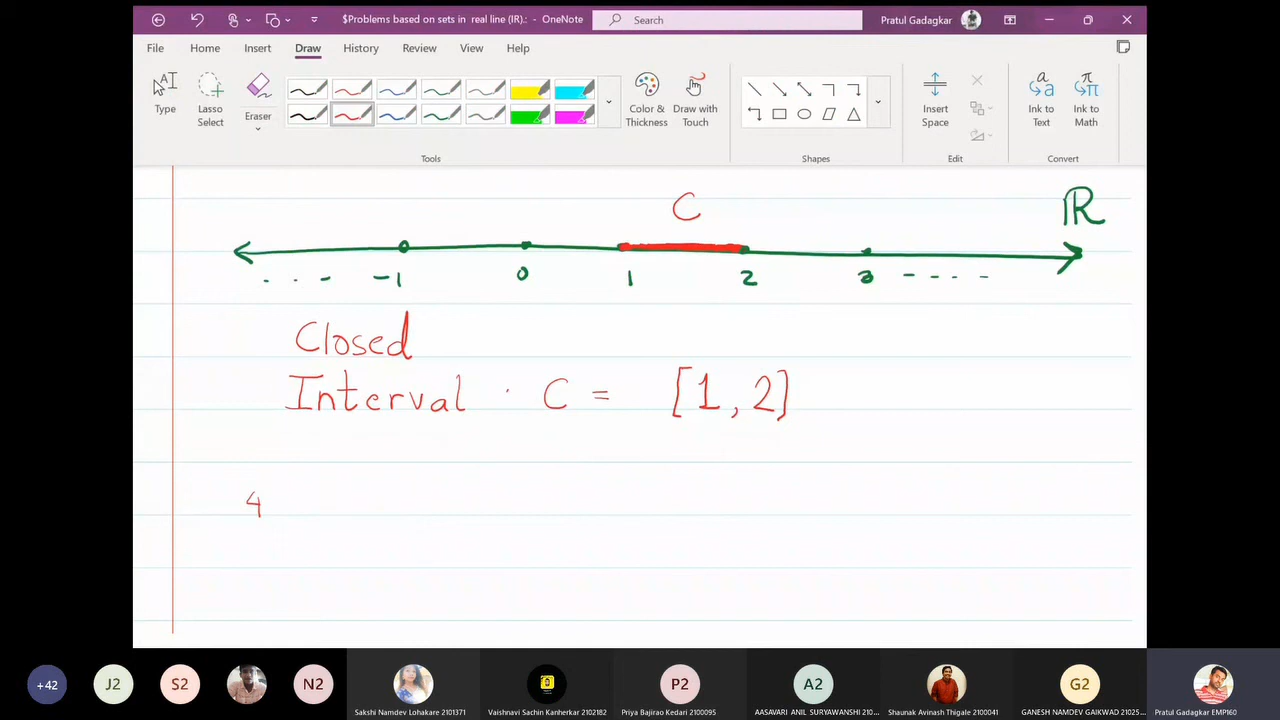 $Problems based on sets in real line (IR).: - OneNote
Search
Pratul Gadagkar
File Home Insert Draw History Review View Help
Type
Lasso Select
Eraser
Color & Thickness
Draw with Touch
Insert Space
Ink to Text
Ink to Math
Tools
Shapes
Edit
Convert
C
ℝ
. . . -1 0 1 2 3 - - - -
Closed
Interval . C = [1, 2]
4
+42 J2 S2 N2 P2 A2 G2
Sakshi Namdev Lohakare 2101371
Vaishnavi Sachin Kanherkar 2102182
Priya Bajirao Kedari 2100095
AASAVARI ANIL SURYAWANSHI 210...
Shaunak Avinash Thigale 2100041
GANESH NAMDEV GAIKWAD 21025...
Pratul Gadagkar EMP160